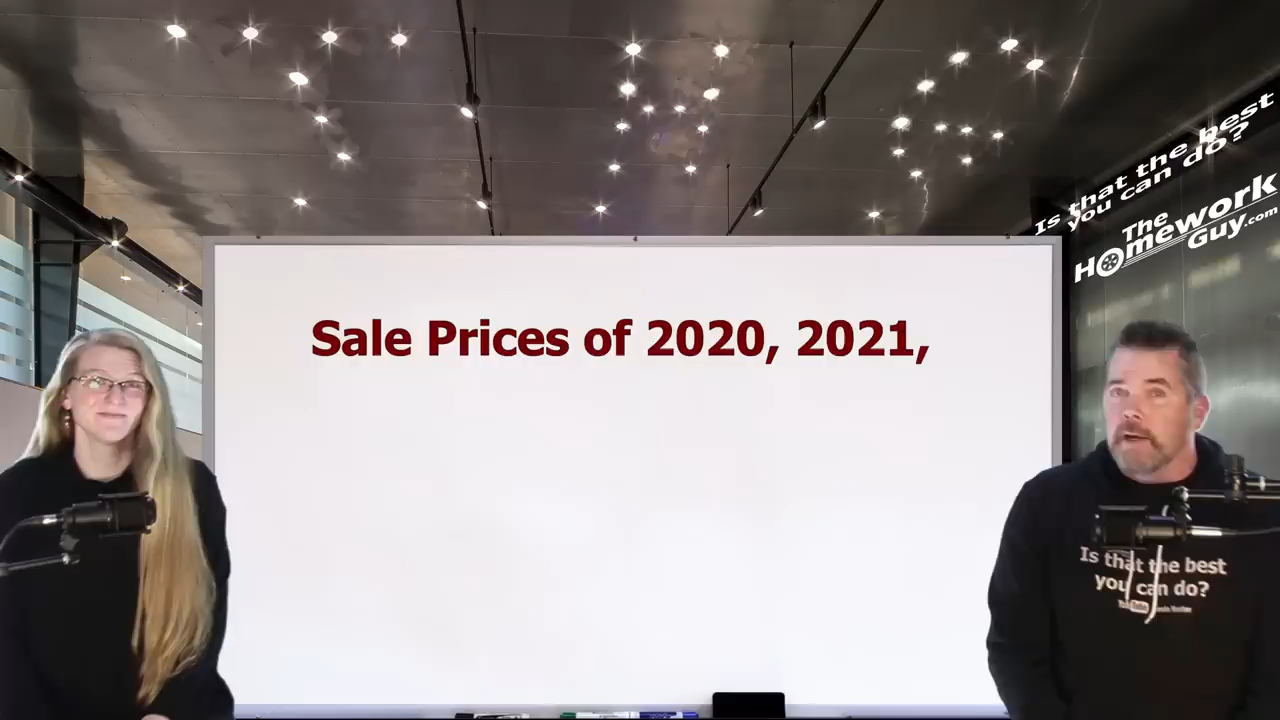 Is that the best
you can do?
The
Homework
Guy.com
Sale Prices of 2020, 2021,
Is that the best
you can do?